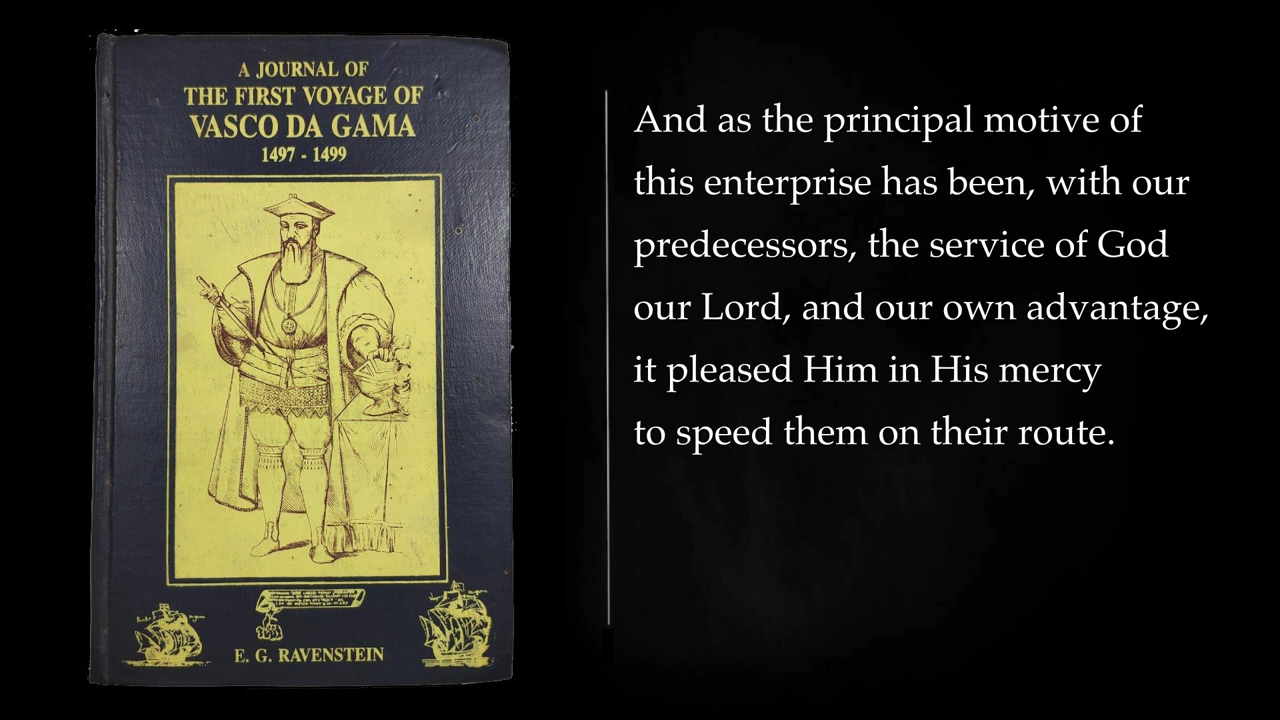 A JOURNAL OF
THE FIRST VOYAGE OF
VASCO DA GAMA
1497 - 1499
E. G. RAVENSTEIN
And as the principal motive of
this enterprise has been, with our
predecessors, the service of God
our Lord, and our own advantage,
it pleased Him in His mercy
to speed them on their route.